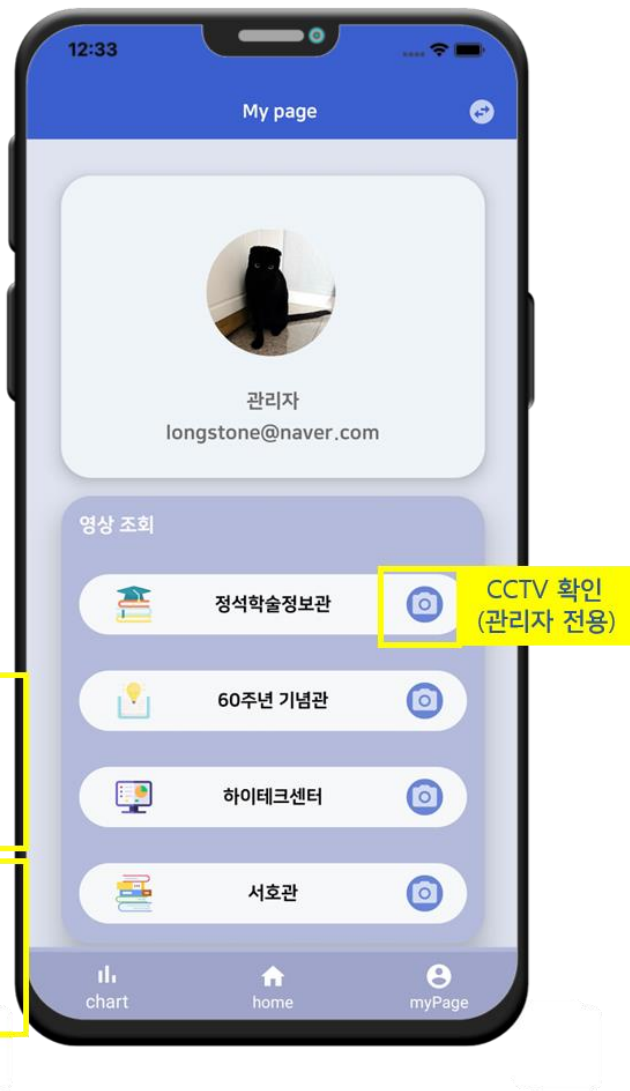 12:33
My page
관리자
longstone@naver.com
영상 조회
정석학술정보관
CCTV 확인
(관리자 전용)
60주년 기념관
하이테크센터
서호관
chart
home
myPage